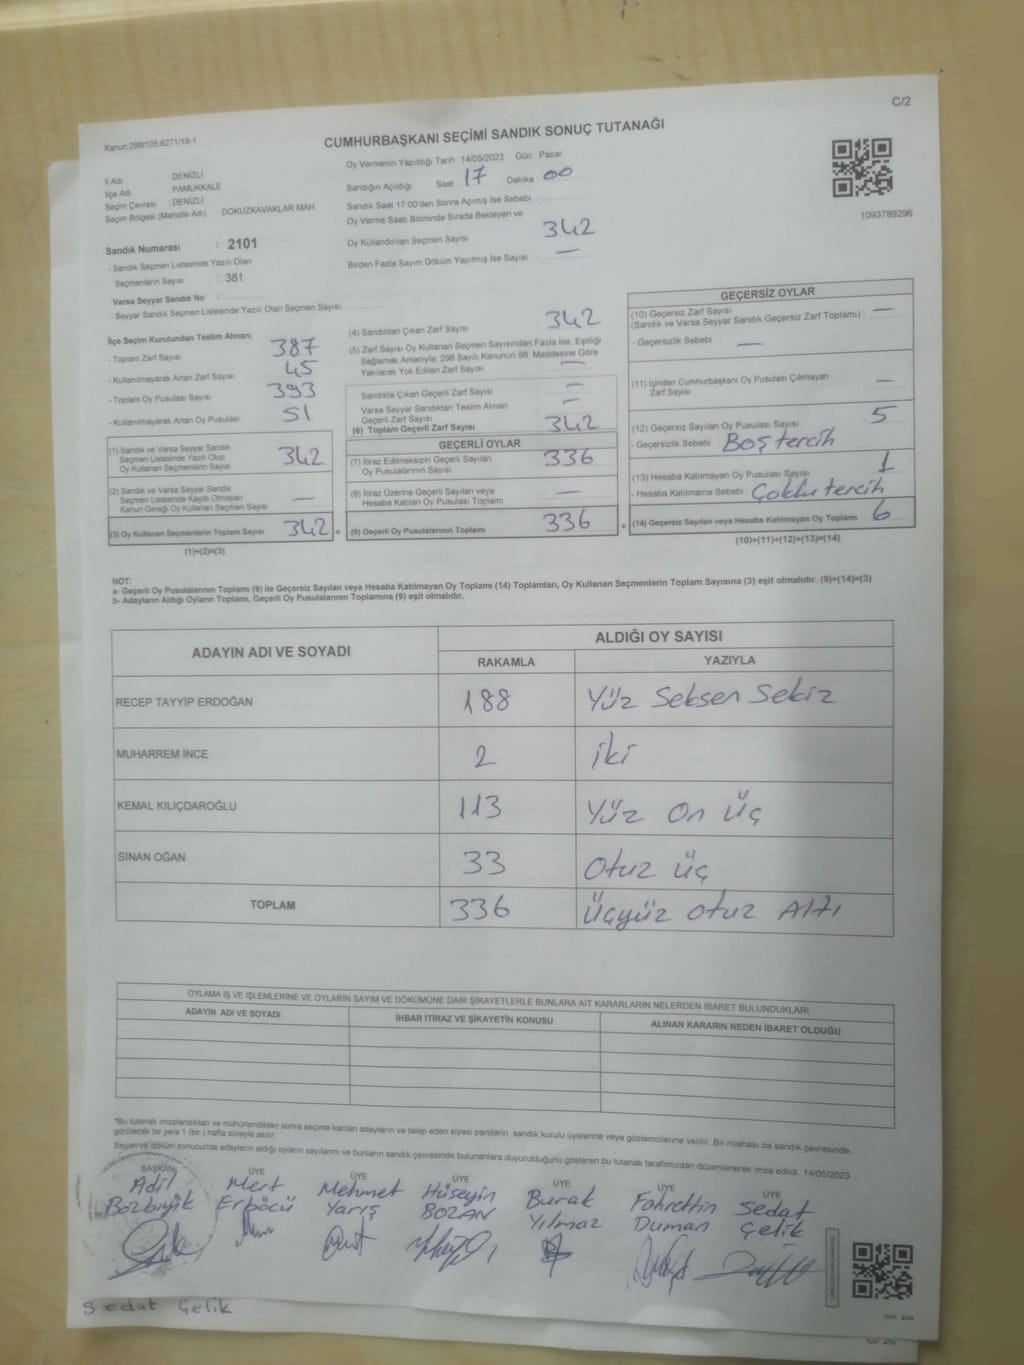 C/2
Kanun:298/105;6271/18-1
CUMHURBAŞKANI SEÇİMİ SANDIK SONUÇ TUTANAĞI
İl Adı DENİZLİ
İlçe Adı PAMUKKALE
Seçim Çevresi : DENİZLİ
Seçim Bölgesi (Mahalle Adı) DOKUZKAVAKLAR MAH.
Oy Vermenin Yapıldığı Tarih 14/05/2023 Gün Pazar
Sandığın Açıldığı Saat 17 Dakika 00
Sandık Saat 17:00'den Sonra Açımış İse Sebebi
Oy Verme Saati Bitiminde Sırada Bekleyen ve
Oy Kullandırılan Seçmen Sayısı 342
Birden Fazla Sayım Döküm Yapılmış İse Sayısı —
1093789296
Sandık Numarası : 2101
- Sandık Seçmen Listesinde Yazılı Olan
Seçmenlerin Sayısı : 381
Varsa Seyyar Sandık No :
- Seyyar Sandık Seçmen Listesinde Yazılı Olan Seçmen Sayısı:
İlçe Seçim Kurulundan Teslim Alınan;
- Toplam Zarf Sayısı 387
- Kullanılmayarak Artan Zarf Sayısı 45
- Toplam Oy Pusulası Sayısı 393
- Kullanılmayarak Artan Oy Pusulası 51
(1) Sandık ve Varsa Seyyar Sandık
Seçmen Listesinde Yazılı Olup
Oy Kullanan Seçmenlerin Sayısı 342
(2) Sandık ve Varsa Seyyar Sandık
Seçmen Listesinde Kayıtlı Olmayan
Kanun Gereği Oy Kullanan Seçmen Sayısı —
(3) Oy Kullanan Seçmenlerin Toplam Sayısı 342 =
(1)+(2)=(3)
(4) Sandıktan Çıkan Zarf Sayısı 342
(5) Zarf Sayısı Oy Kullanan Seçmen Sayısından Fazla İse, Eşitliği
Sağlamak Amacıyla, 298 Sayılı Kanunun 98. Maddesine Göre
Yakılarak Yok Edilen Zarf Sayısı —
Sandıkta Çıkan Geçerli Zarf Sayısı —
Varsa Seyyar Sandıktan Teslim Alınan
Geçerli Zarf Sayısı —
(6) Toplam Geçerli Zarf Sayısı 342
GEÇERLİ OYLAR
(7) İtiraz Edilmeksizin Geçerli Sayılan
Oy Pusulalarının Sayısı 336
(8) İtiraz Üzerine Geçerli Sayılan veya
Hesaba Katılan Oy Pusulası Toplamı —
(9) Geçerli Oy Pusulalarının Toplamı 336 +
GEÇERSİZ OYLAR
(10) Geçersiz Zarf Sayısı —
(Sandık ve Varsa Seyyar Sandık Geçersiz Zarf Toplamı)
- Geçersizlik Sebebi : —
(11) İçinden Cumhurbaşkanı Oy Pusulası Çıkmayan
Zarf Sayısı —
(12) Geçersiz Sayılan Oy Pusulası Sayısı 5
- Geçersizlik Sebebi Boş tercih
(13) Hesaba Katılmayan Oy Pusulası Sayısı 1
- Hesaba Katılmama Sebebi Çoklu tercih
(14) Geçersiz Sayılan veya Hesaba Katılmayan Oy Toplamı 6
(10)+(11)+(12)+(13)=(14)
NOT:
a- Geçerli Oy Pusulalarının Toplamı (9) ile Geçersiz Sayılan veya Hesaba Katılmayan Oy Toplamı (14) Toplamları, Oy Kullanan Seçmenlerin Toplam Sayısına (3) eşit olmalıdır. (9)+(14)=(3)
b- Adayların Aldığı Oyların Toplamı, Geçerli Oy Pusulalarının Toplamına (9) eşit olmalıdır.
ADAYIN ADI VE SOYADI ALDIĞI OY SAYISI
RAKAMLA YAZIYLA
RECEP TAYYİP ERDOĞAN 188 Yüz Seksen Sekiz
MUHARREM İNCE 2 iki
KEMAL KILIÇDAROĞLU 113 Yüz On Üç
SİNAN OĞAN 33 Otuz üç
TOPLAM 336 Üçyüz otuz Altı
OYLAMA İŞ VE İŞLEMLERİNE VE OYLARIN SAYIM VE DÖKÜMÜNE DAİR ŞİKAYETLERLE BUNLARA AİT KARARLARIN NELERDEN İBARET BULUNDUKLARI
ADAYIN ADI VE SOYADI İHBAR İTİRAZ VE ŞİKAYETİN KONUSU ALINAN KARARIN NEDEN İBARET OLDUĞU
*Bu tutanak imzalandıktan ve mühürlendikten sonra seçime katılan adayların ve talep eden siyasi partilerin sandık kurulu üyelerine veya gözlemcilerine verilir. Bir nüshası da sandık çevresinde
görülecek bir yere 1 (bir) hafta süreyle asılır.
Sayım ve döküm sonucunda adayların aldığı oyların sayılarını ve bunların sandık çevresinde bulunanlara duyurulduğunu gösteren bu tutanak tarafımızdan düzenlenerek imza edildi. 14/05/2023
BAŞKAN ÜYE ÜYE ÜYE ÜYE ÜYE ÜYE
Adil Mert Mehmet Hüseyin Burak Fahrettin Sedat
Bozbıyık Erböcü Yarış BOZAN Yılmaz Duman Çelik
Sedat Çelik